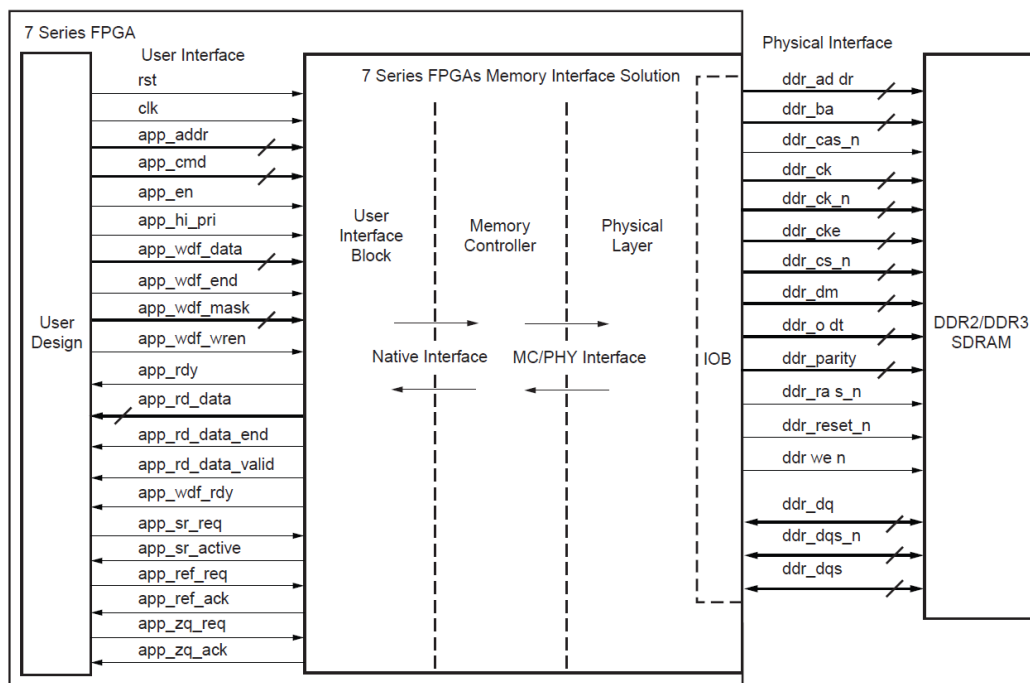 7 Series FPGA
User Interface
Physical Interface
7 Series FPGAs Memory Interface Solution
User
Design
rst
clk
app_addr
app_cmd
app_en
app_hi_pri
app_wdf_data
app_wdf_end
app_wdf_mask
app_wdf_wren
app_rdy
app_rd_data
app_rd_data_end
app_rd_data_valid
app_wdf_rdy
app_sr_req
app_sr_active
app_ref_req
app_ref_ack
app_zq_req
app_zq_ack
User
Interface
Block
Memory
Controller
Physical
Layer
Native Interface
MC/PHY Interface
IOB
ddr_ad dr
ddr_ba
ddr_cas_n
ddr_ck
ddr_ck_n
ddr_cke
ddr_cs_n
ddr_dm
ddr_o dt
ddr_parity
ddr_ra s_n
ddr_reset_n
ddr we n
ddr_dq
ddr_dqs_n
ddr_dqs
DDR2/DDR3
SDRAM